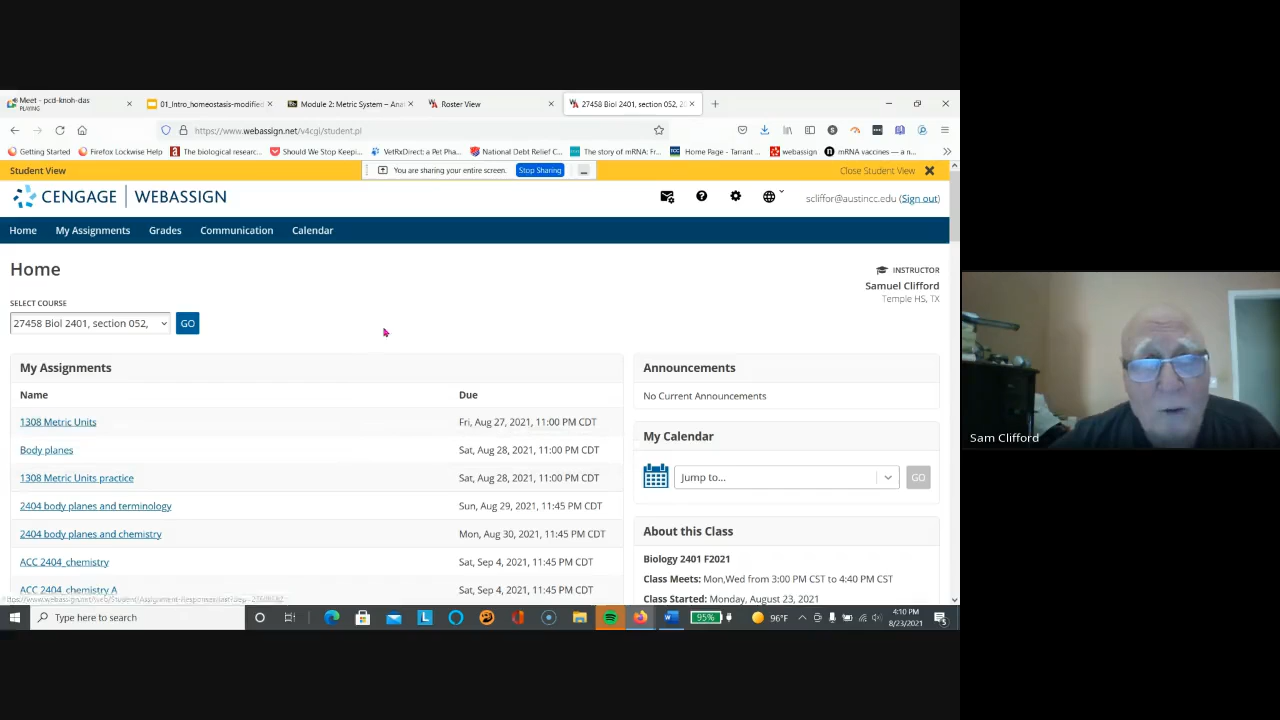 Meet - pcd-knoh-das
PLAYING
01_Intro_homeostasis-modified
Module 2: Metric System – Ana
Roster View
27458 Biol 2401, section 052, 2
https://www.webassign.net/v4cgi/student.pl
Getting Started
Firefox Lockwise Help
The biological researc...
Should We Stop Keepi...
VetRxDirect: a Pet Pha...
National Debt Relief C...
The story of mRNA: Fr...
Home Page - Tarrant ...
webassign
mRNA vaccines — a n...
Student View
You are sharing your entire screen.
Stop Sharing
Close Student View
CENGAGE | WEBASSIGN
scliffor@austincc.edu (Sign out)
Home
My Assignments
Grades
Communication
Calendar
Home
INSTRUCTOR
Samuel Clifford
Temple HS, TX
SELECT COURSE
27458 Biol 2401, section 052,
GO
My Assignments
Name Due
1308 Metric Units Fri, Aug 27, 2021, 11:00 PM CDT
Body planes Sat, Aug 28, 2021, 11:00 PM CDT
1308 Metric Units practice Sat, Aug 28, 2021, 11:00 PM CDT
2404 body planes and terminology Sun, Aug 29, 2021, 11:45 PM CDT
2404 body planes and chemistry Mon, Aug 30, 2021, 11:45 PM CDT
ACC 2404_chemistry Sat, Sep 4, 2021, 11:45 PM CDT
ACC 2404_chemistry A Sat, Sep 4, 2021, 11:45 PM CDT
Announcements
No Current Announcements
My Calendar
Jump to...
GO
About this Class
Biology 2401 F2021
Class Meets: Mon,Wed from 3:00 PM CST to 4:40 PM CST
Class Started: Monday, August 23, 2021
Type here to search
95%
96°F
4:10 PM
8/23/2021
Sam Clifford